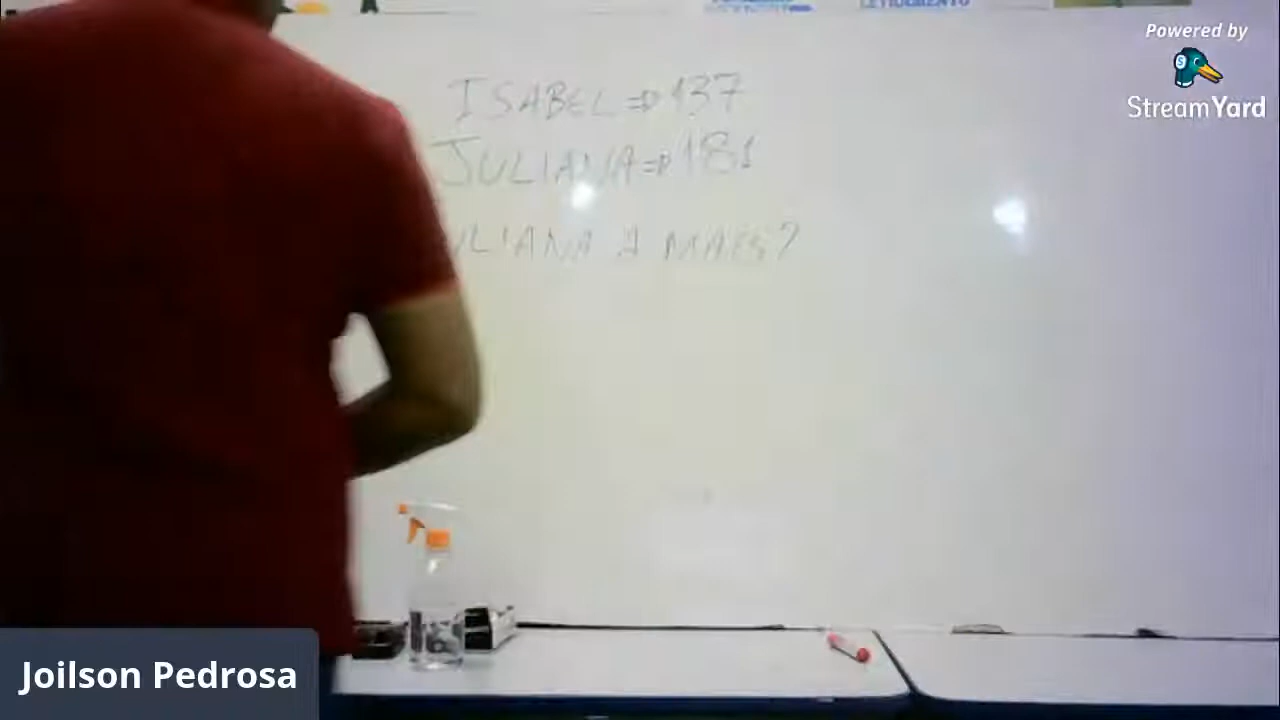 Powered by
StreamYard
ISABEL => 137
JULIANA => 181
ULIANA A MAIS?
Joilson Pedrosa